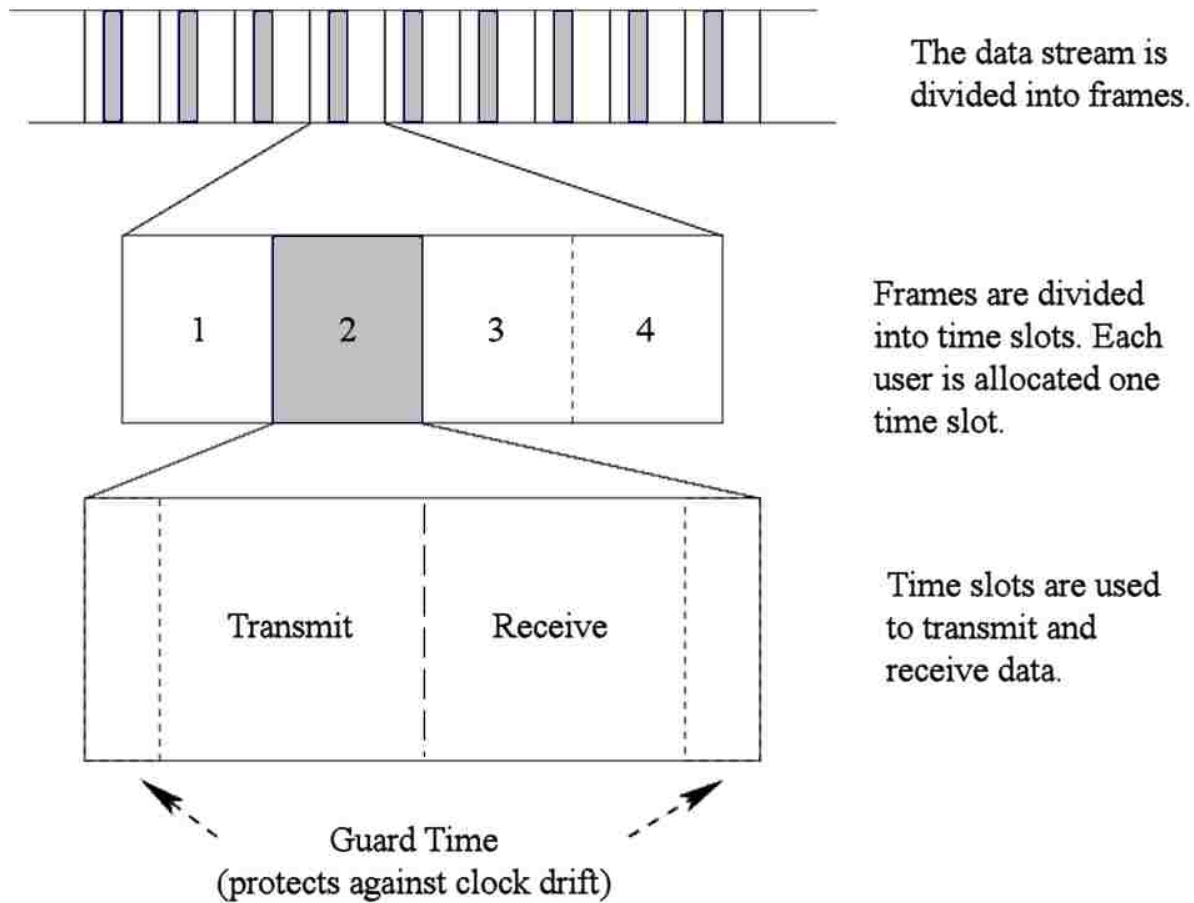 The data stream is
divided into frames.
1
2
3
4
Frames are divided
into time slots. Each
user is allocated one
time slot.
Transmit
Receive
Time slots are used
to transmit and
receive data.
Guard Time
(protects against clock drift)